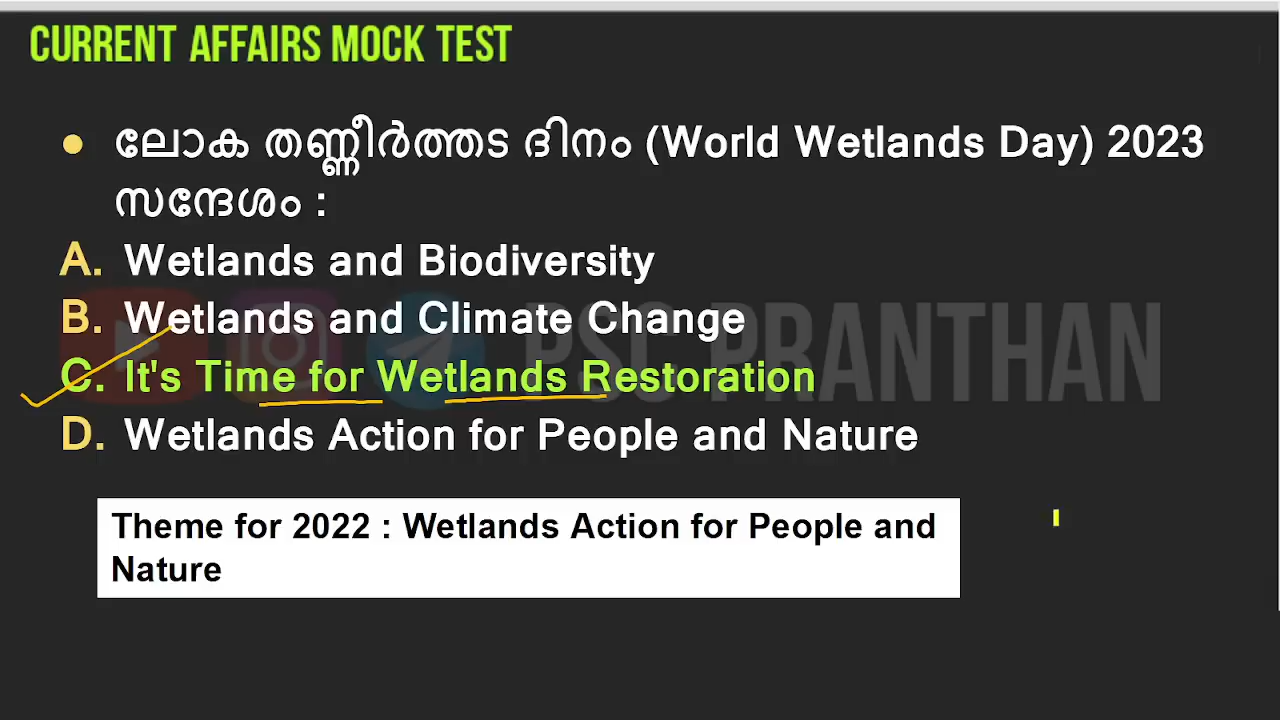 CURRENT AFFAIRS MOCK TEST
● ലോക തണ്ണീർത്തട ദിനം (World Wetlands Day) 2023
സന്ദേശം :
A. Wetlands and Biodiversity
B. Wetlands and Climate Change
PSC PRANTHAN
C. It's Time for Wetlands Restoration
D. Wetlands Action for People and Nature
Theme for 2022 : Wetlands Action for People and
Nature